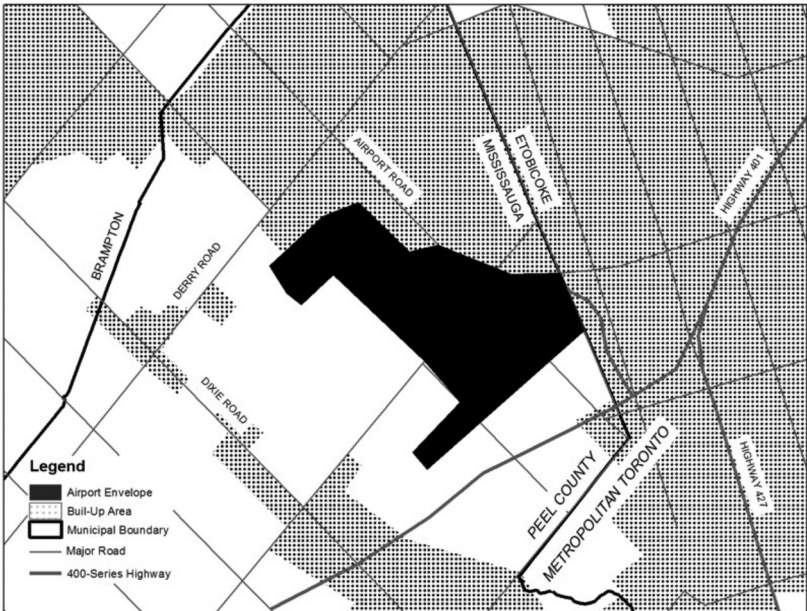 AIRPORT ROAD
ETOBICOKE
MISSISSAUGA
HIGHWAY 401
BRAMPTON
DERRY ROAD
DIXIE ROAD
HIGHWAY 427
PEEL COUNTY
METROPOLITAN TORONTO
Legend
Airport Envelope
Buil-Up Area
Municipal Boundary
Major Road
400-Series Highway